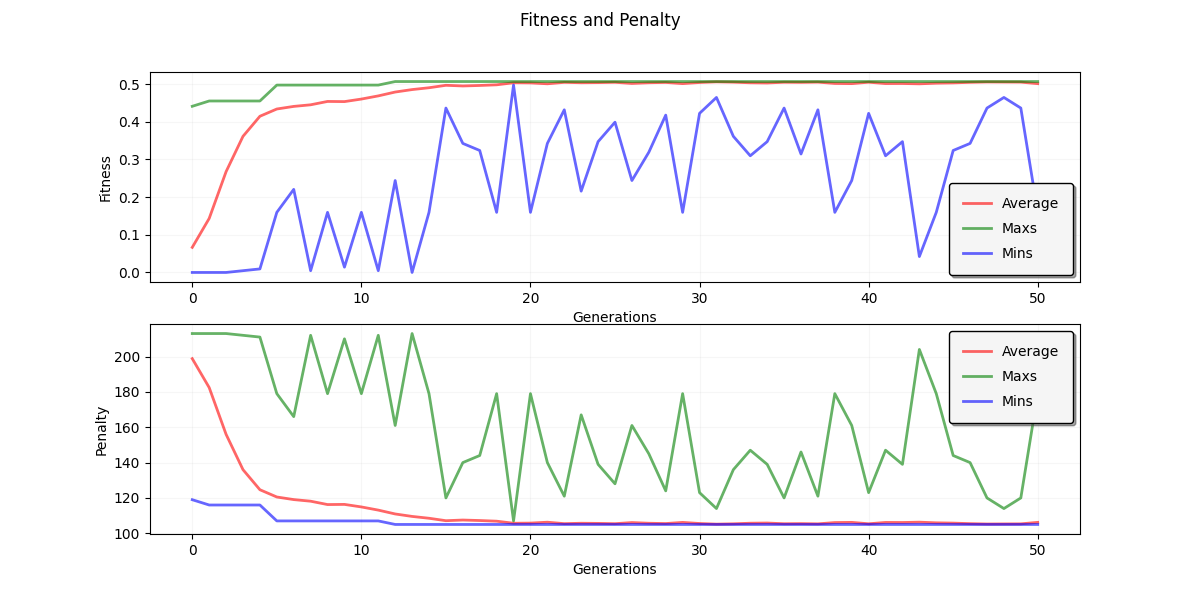 Fitness and Penalty
Fitness
0.5
0.4
0.3
0.2
0.1
0.0
Average
Maxs
Mins
0 10 20 30 40 50
Generations
Penalty
200
180
160
140
120
100
Average
Maxs
Mins
0 10 20 30 40 50
Generations